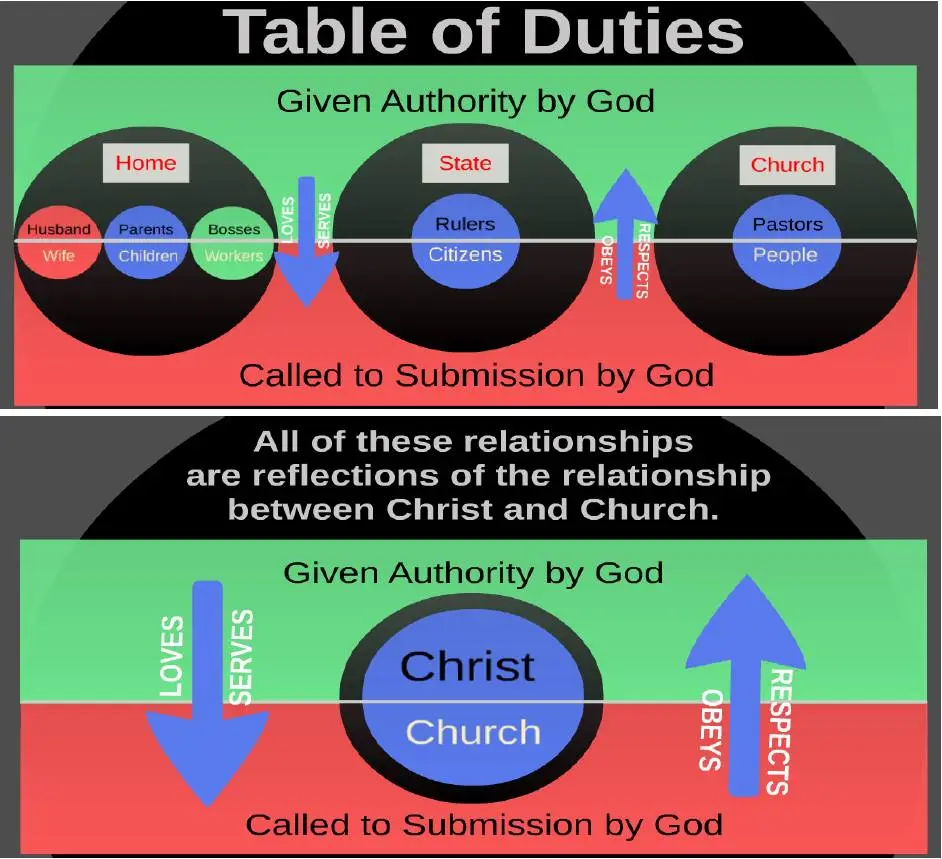 Table of Duties
Given Authority by God
Home
State
Church
Husband
Parents
Bosses
Wife
Children
Workers
LOVES
SERVES
Rulers
Citizens
OBEYS
RESPECTS
Pastors
People
Called to Submission by God
All of these relationships
are reflections of the relationship
between Christ and Church.
Given Authority by God
LOVES
SERVES
Christ
Church
OBEYS
RESPECTS
Called to Submission by God